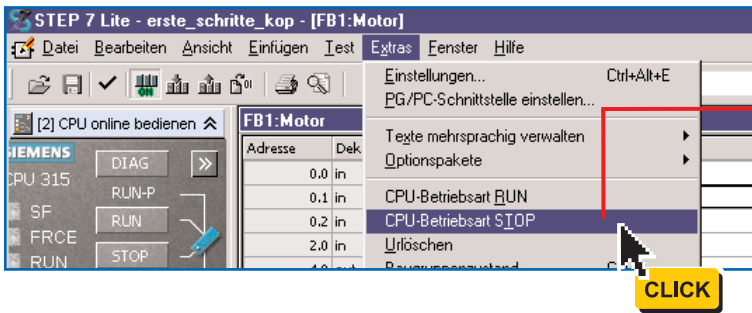 STEP 7 Lite - erste_schritte_kop - [FB1:Motor]
Datei Bearbeiten Ansicht Einfügen Test Extras Fenster Hilfe
Einstellungen... Ctrl+Alt+E
PG/PC-Schnittstelle einstellen...
Texte mehrsprachig verwalten
Optionspakete
CPU-Betriebsart RUN
CPU-Betriebsart STOP
Urlöschen
ON
[2] CPU online bedienen
SIEMENS
CPU 315
DIAG
RUN-P
SF
RUN
FRCE
STOP
RUN
FB1:Motor
Adresse Dek
0.0 in
0.1 in
0.2 in
2.0 in
CLICK